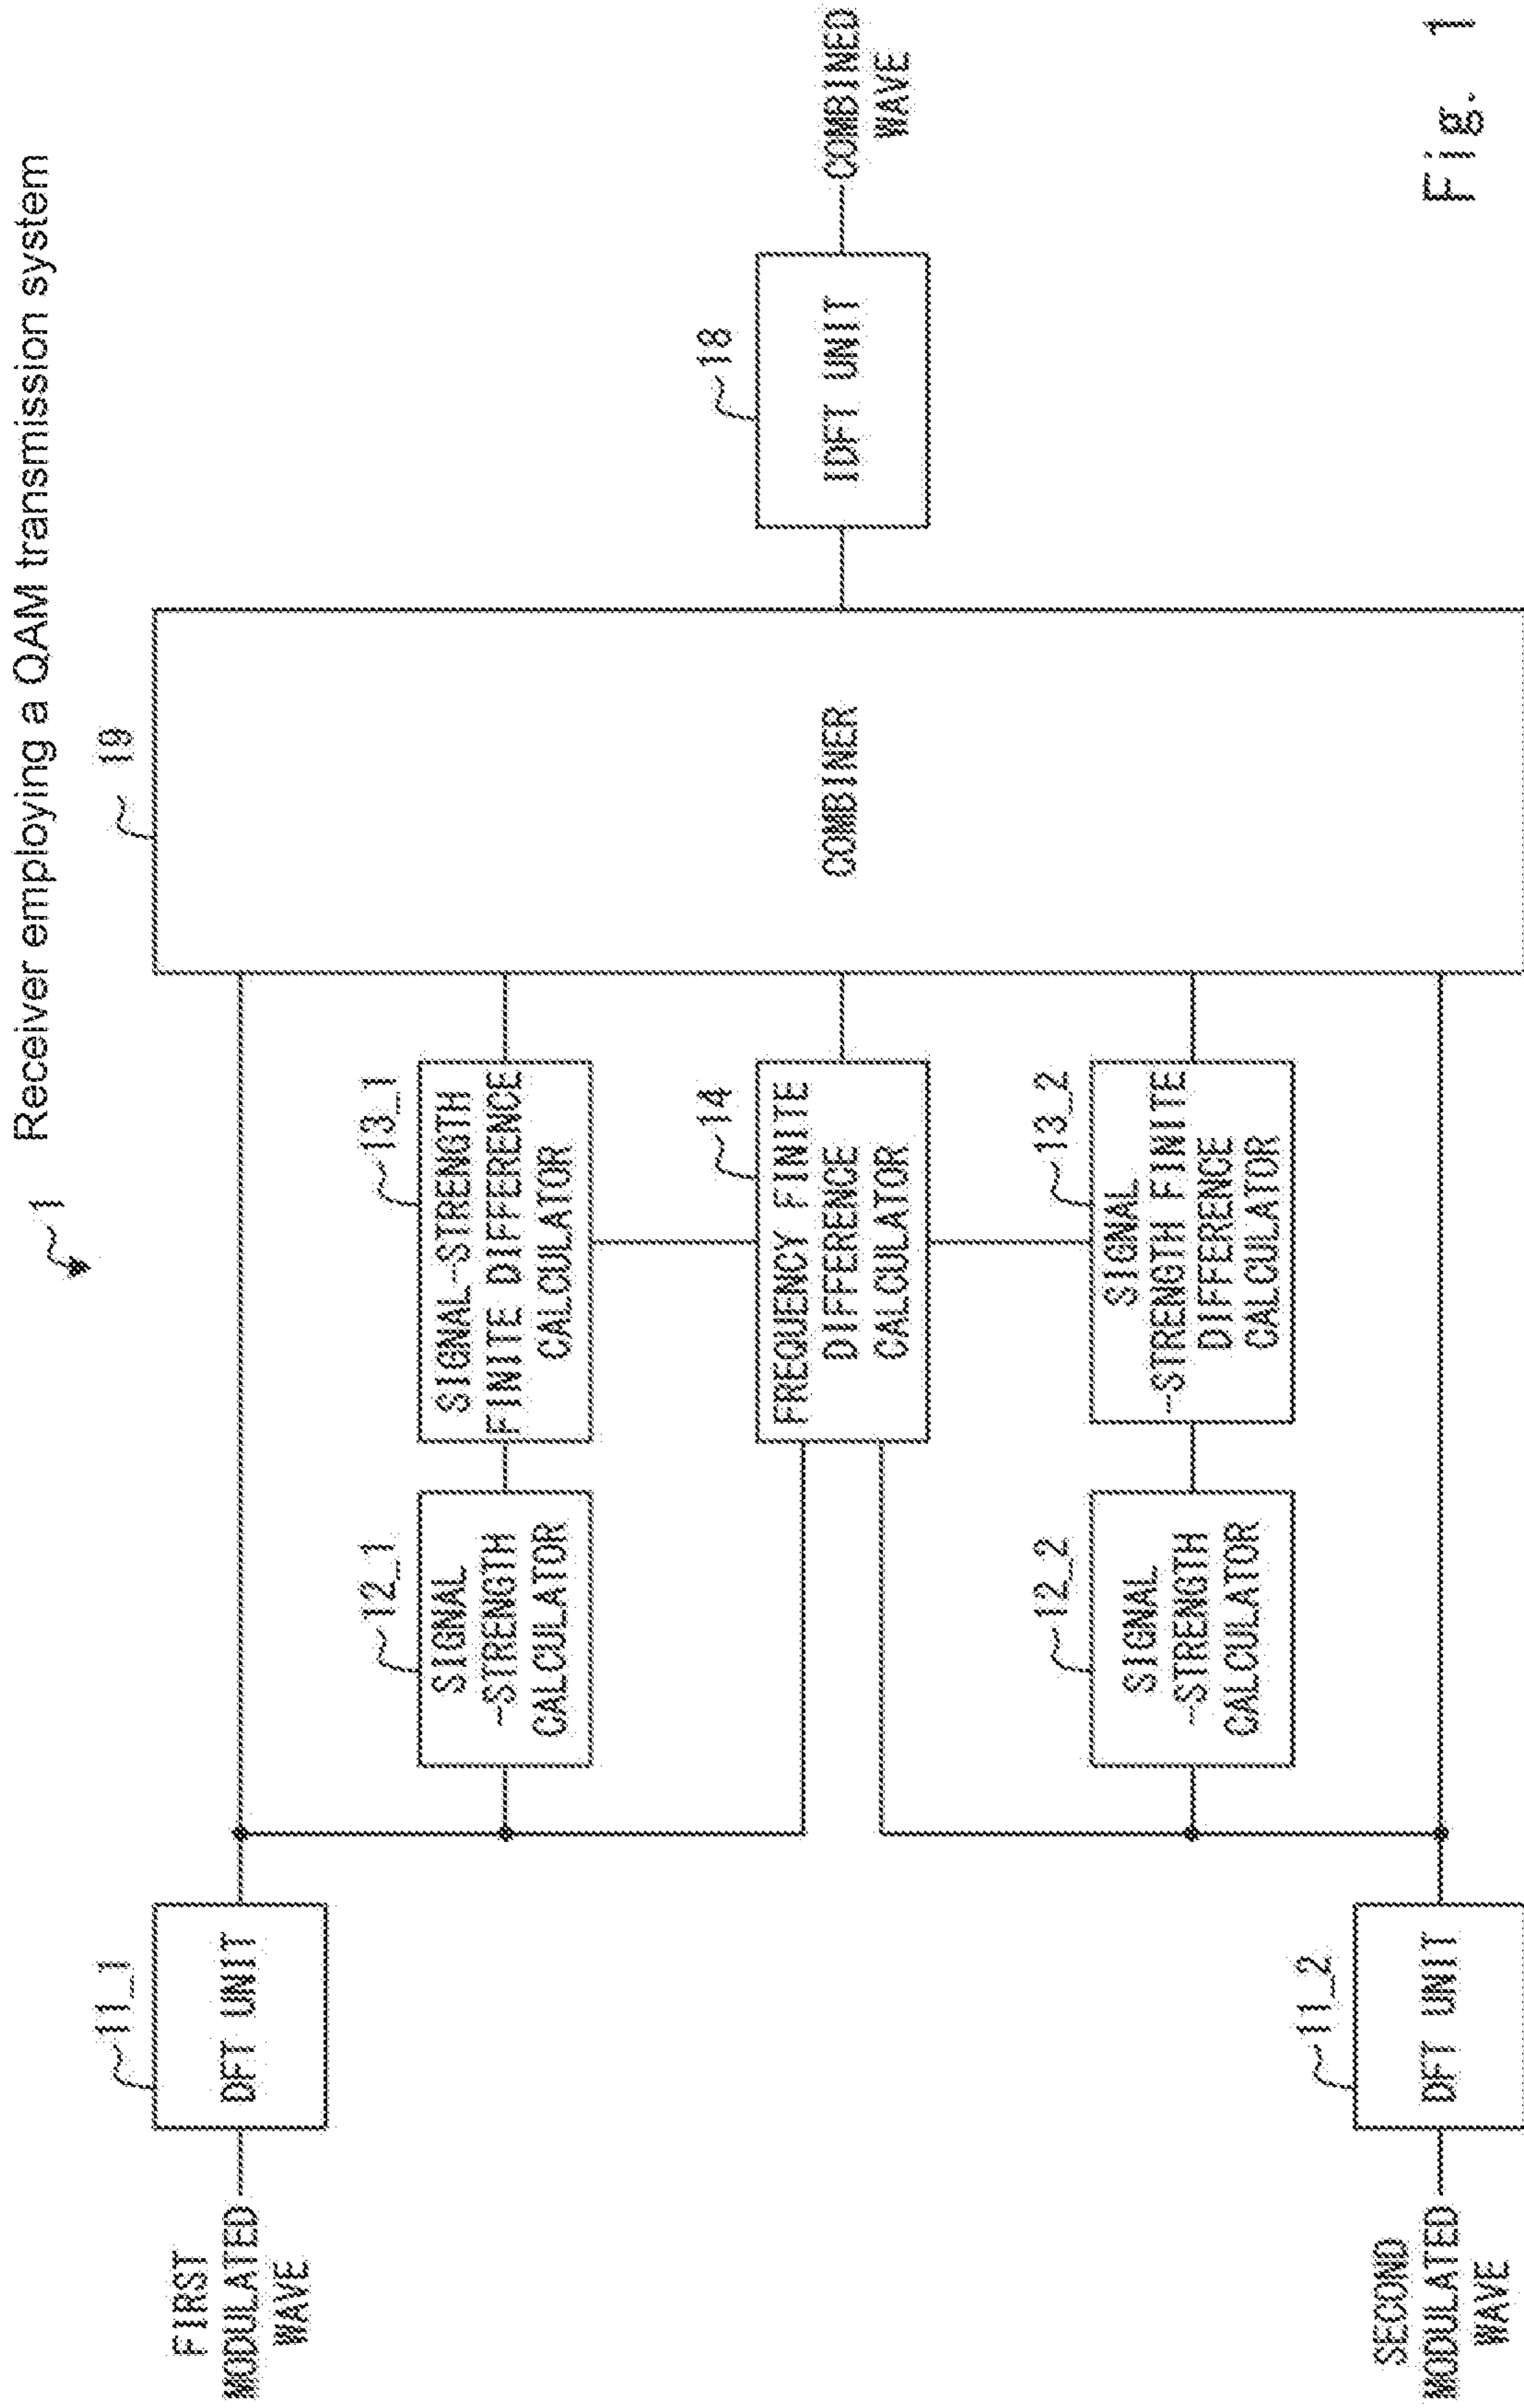 1
Receiver employing a QAM transmission system
FIRST
MODULATED
WAVE
11_1
DFT UNIT
12_1
SIGNAL
-STRENGTH
CALCULATOR
13_1
SIGNAL-STRENGTH
FINITE DIFFERENCE
CALCULATOR
14
FREQUENCY FINITE
DIFFERENCE
CALCULATOR
19
COMBINER
18
IDFT UNIT
COMBINED
WAVE
12_2
SIGNAL
-STRENGTH
CALCULATOR
13_2
SIGNAL
-STRENGTH FINITE
DIFFERENCE
CALCULATOR
SECOND
MODULATED
WAVE
11_2
DFT UNIT
Fig. 1